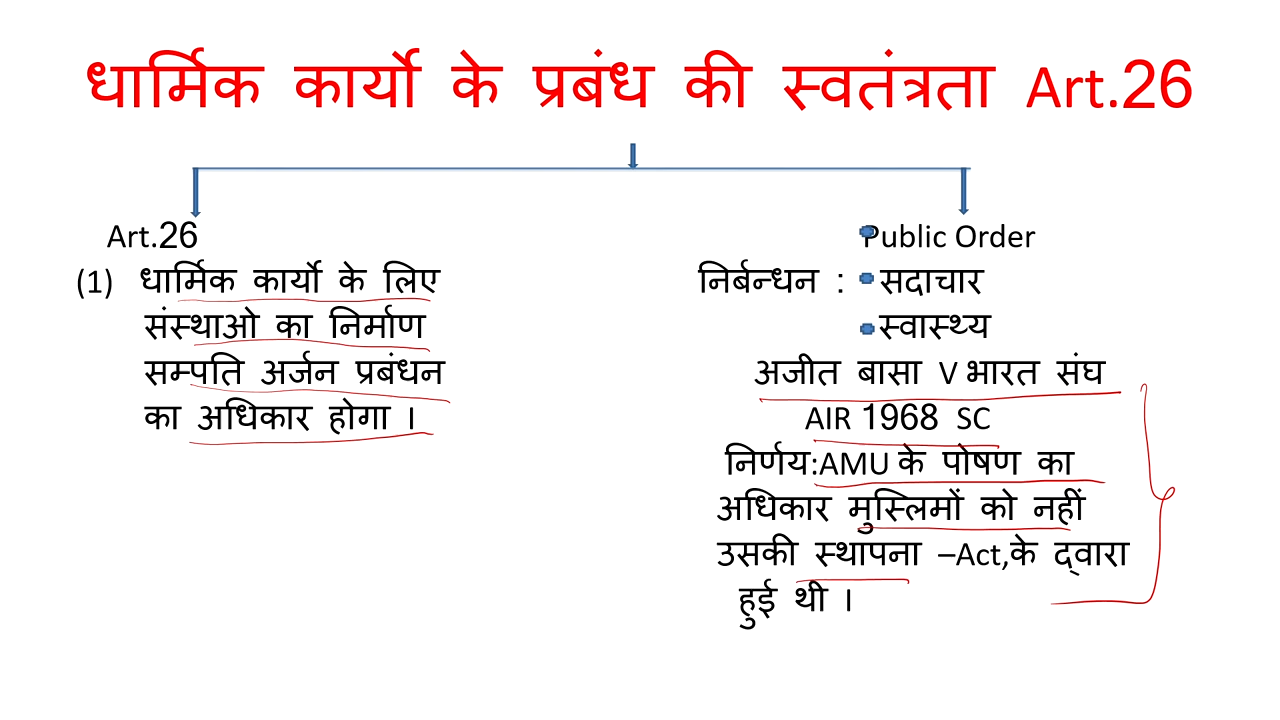 धार्मिक कार्यो के प्रबंध की स्वतंत्रता Art.26
Art.26
(1) धार्मिक कार्यो के लिए
संस्थाओ का निर्माण
सम्पति अर्जन प्रबंधन
का अधिकार होगा ।
Public Order
निर्बन्धन : सदाचार
स्वास्थ्य
अजीत बासा V भारत संघ
AIR 1968 SC
निर्णय:AMU के पोषण का
अधिकार मुस्लिमों को नहीं
उसकी स्थापना –Act,के द्वारा
हुई थी ।